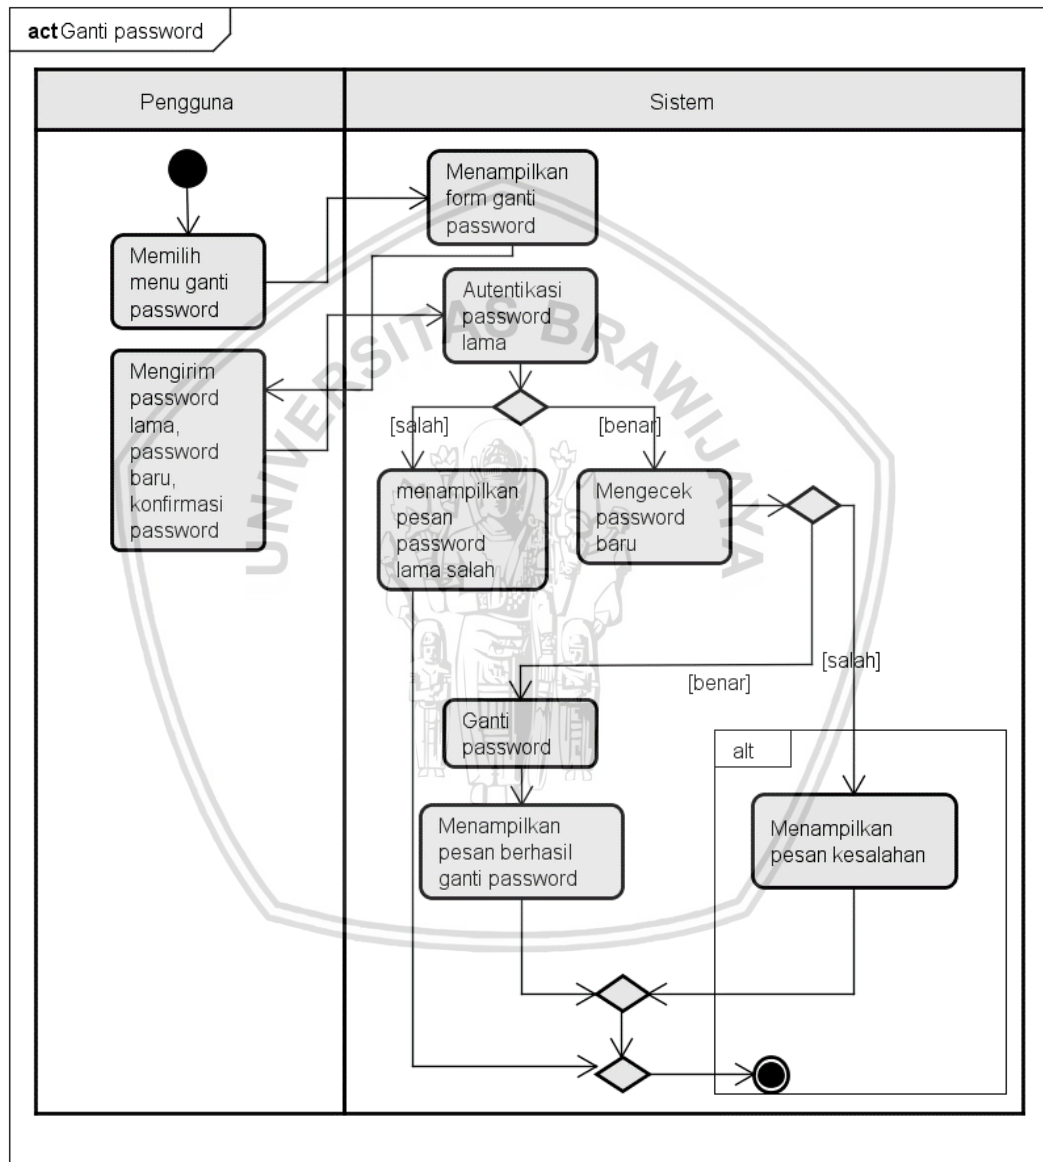 act Ganti password
Pengguna
Sistem
Memilih
menu ganti
password
Menampilkan
form ganti
password
Mengirim
password
lama,
password
baru,
konfirmasi
password
Autentikasi
password
lama
[salah]
[benar]
menampilkan
pesan
password
lama salah
Mengecek
password
baru
[benar]
[salah]
Ganti
password
Menampilkan
pesan berhasil
ganti password
alt
Menampilkan
pesan kesalahan
UNIVERSITAS BRAWIJAYA